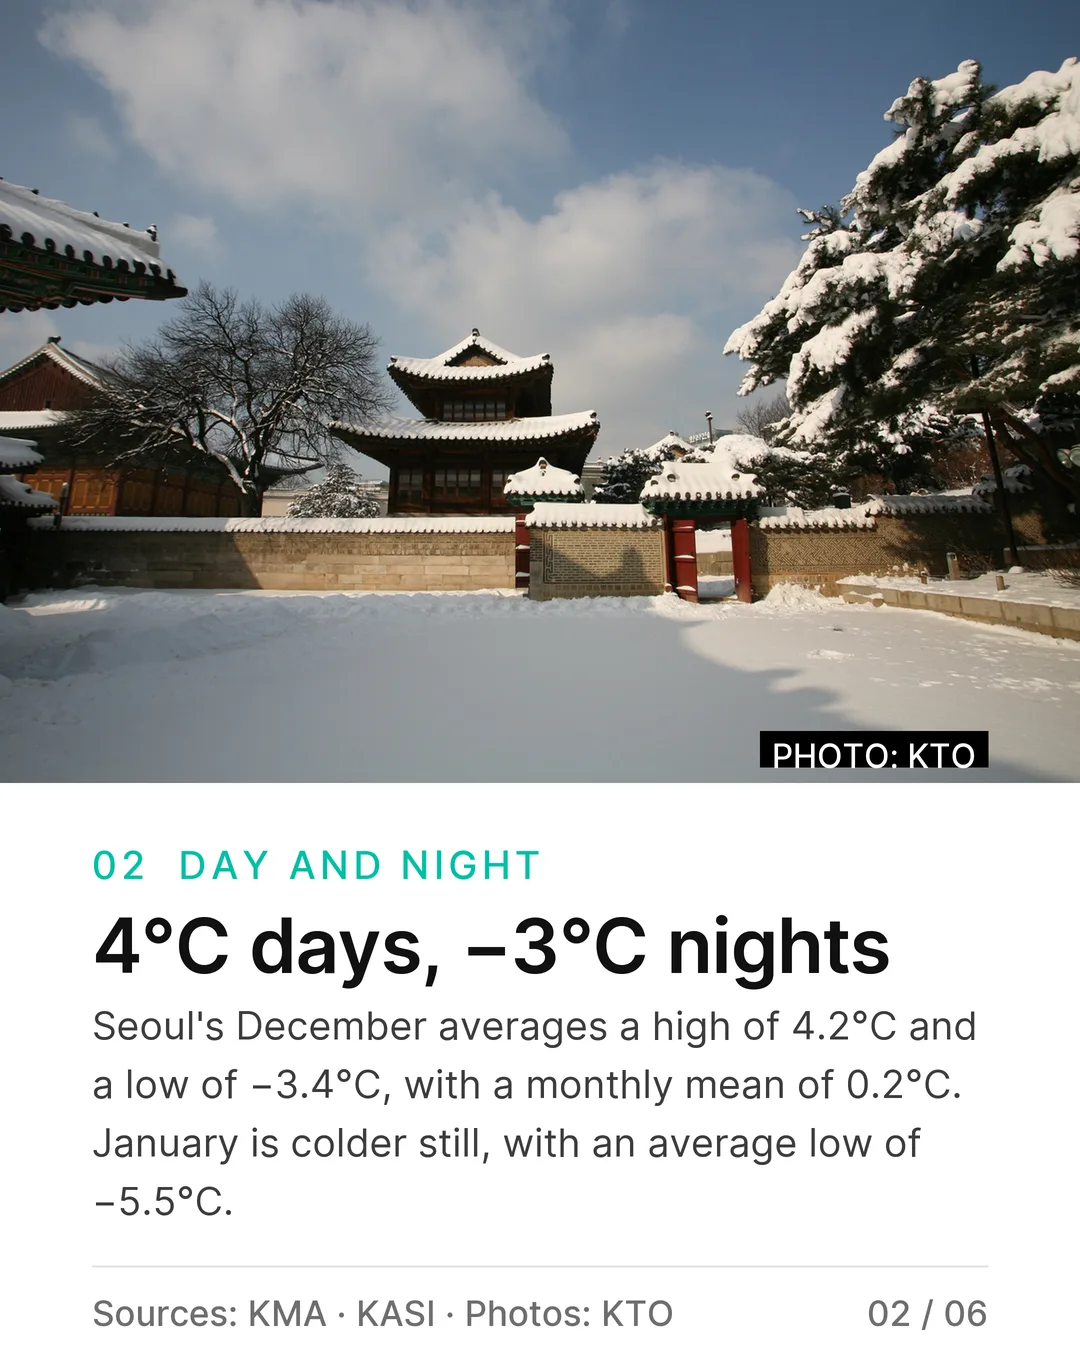 PHOTO: KTO
02 DAY AND NIGHT
4°C days, −3°C nights
Seoul's December averages a high of 4.2°C and
a low of −3.4°C, with a monthly mean of 0.2°C.
January is colder still, with an average low of
−5.5°C.
Sources: KMA · KASI · Photos: KTO
02 / 06